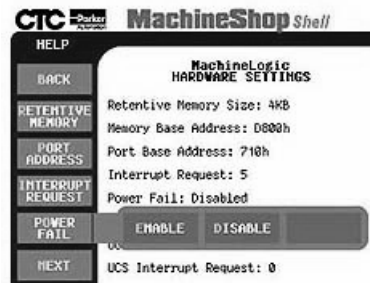 CTC Parker Automation MachineShop Shell
HELP
BACK
RETENTIVE MEMORY
PORT ADDRESS
INTERRUPT REQUEST
POWER FAIL
NEXT
MachineLogic
HARDWARE SETTINGS
Retentive Memory Size: 4KB
Memory Base Address: D800h
Port Base Address: 710h
Interrupt Request: 5
Power Fail: Disabled
ENABLE DISABLE
UCS Interrupt Request: 0